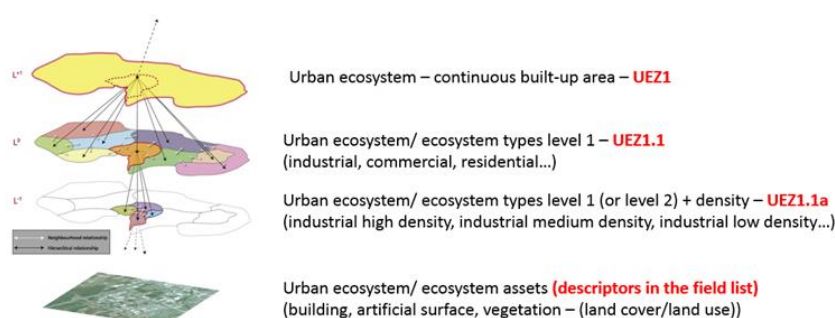 L⁺¹
Urban ecosystem – continuous built-up area – UEZ1
L⁰
Urban ecosystem/ ecosystem types level 1 – UEZ1.1
(industrial, commercial, residential...)
L⁻¹
Urban ecosystem/ ecosystem types level 1 (or level 2) + density – UEZ1.1a
(industrial high density, industrial medium density, industrial low density...)
Neighbourhood relationship
Hierarchical relationship
Urban ecosystem/ ecosystem assets (descriptors in the field list)
(building, artificial surface, vegetation – (land cover/land use))